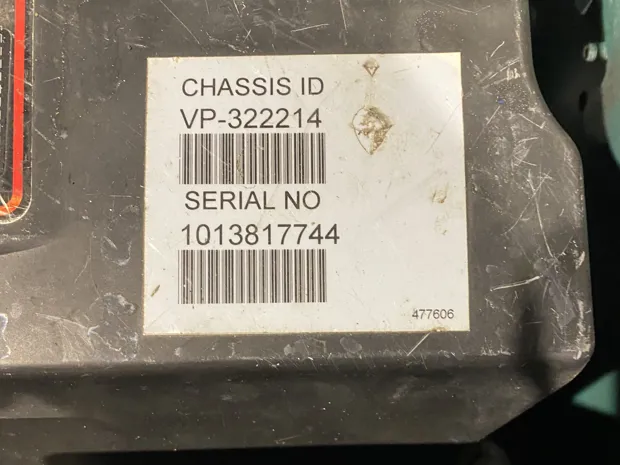 CHASSIS ID
VP-322214
SERIAL NO
1013817744
477606